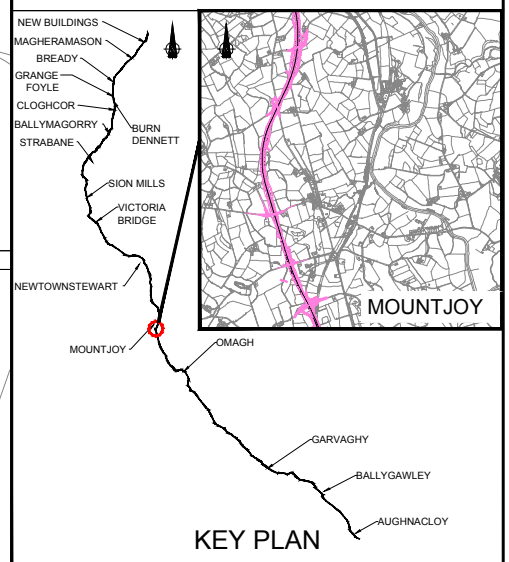 NEW BUILDINGS
MAGHERAMASON
BREADY
GRANGE
FOYLE
CLOGHCOR
BALLYMAGORRY
BURN
DENNETT
STRABANE
SION MILLS
VICTORIA
BRIDGE
NEWTOWNSTEWART
MOUNTJOY
MOUNTJOY
OMAGH
GARVAGHY
BALLYGAWLEY
AUGHNACLOY
KEY PLAN